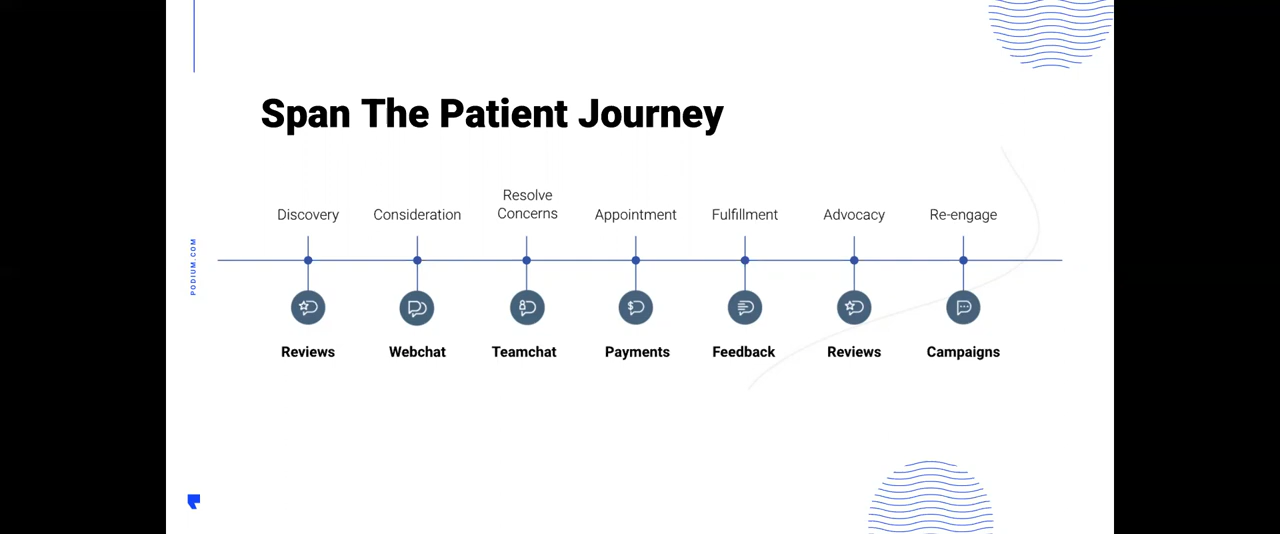 Span The Patient Journey
Resolve
Discovery Consideration Concerns Appointment Fulfillment Advocacy Re-engage
PODIUM.COM
Reviews Webchat Teamchat Payments Feedback Reviews Campaigns